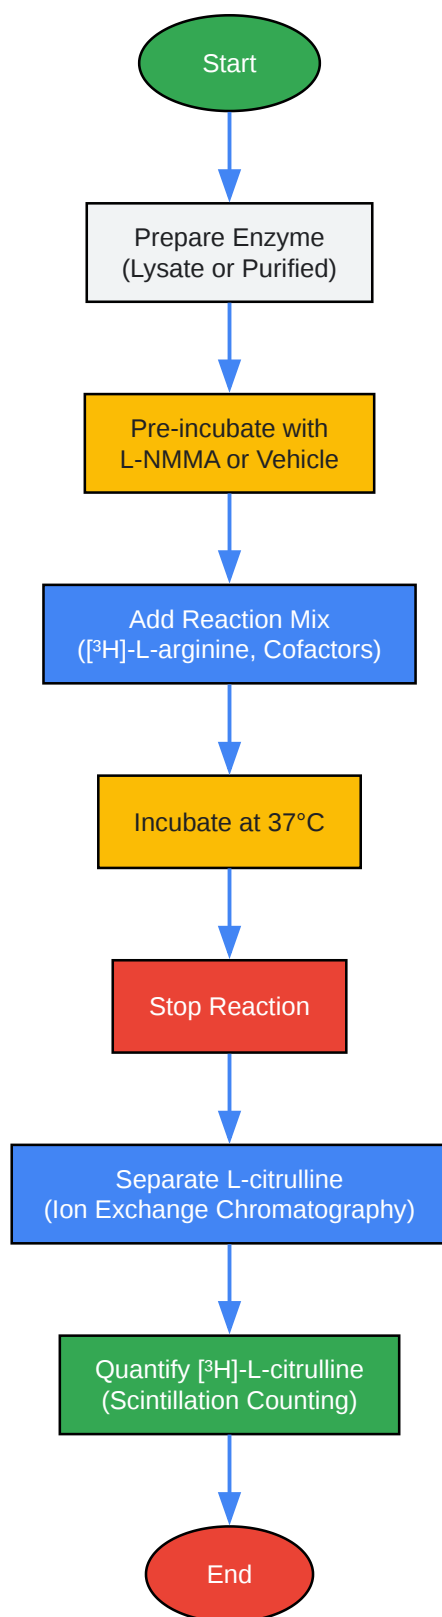 Start
Prepare Enzyme
(Lysate or Purified)
Pre-incubate with
L-NMMA or Vehicle
Add Reaction Mix
([³H]-L-arginine, Cofactors)
Incubate at 37°C
Stop Reaction
Separate L-citrulline
(Ion Exchange Chromatography)
Quantify [³H]-L-citrulline
(Scintillation Counting)
End